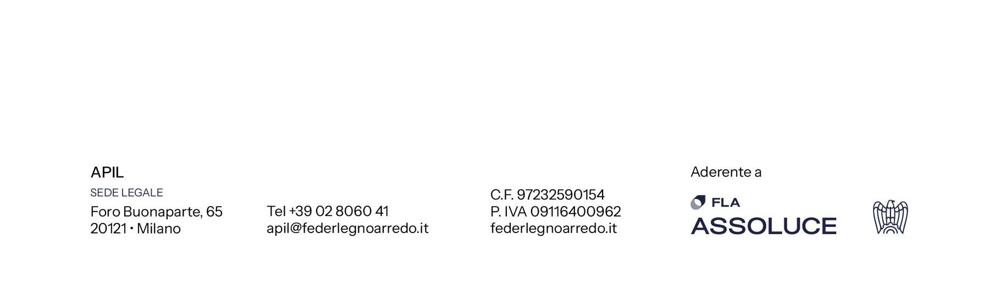 APIL
SEDE LEGALE
Foro Buonaparte, 65
20121 · Milano
Tel +39 02 8060 41
apil@federlegnoarredo.it
C.F. 97232590154
P. IVA 09116400962
federlegnoarredo.it
Aderente a
FLA
ASSOLUCE